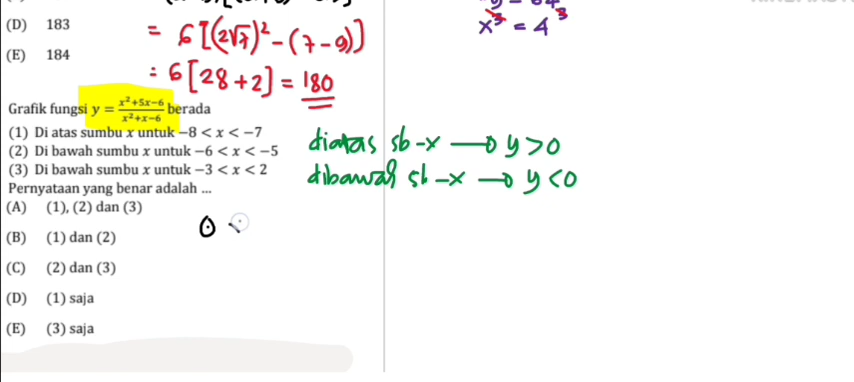 (D) 183
= 6[(2√7)² - (7 - 9)]
x³ = 4³
(E) 184
= 6[28 + 2] = 180
Grafik fungsi y = (x²+5x−6)/(x²+x−6) berada
(1) Di atas sumbu x untuk −8 < x < −7
(2) Di bawah sumbu x untuk −6 < x < −5
(3) Di bawah sumbu x untuk −3 < x < 2
diatas sb-x → y > 0
dibawah sb-x → y < 0
Pernyataan yang benar adalah ...
(A) (1), (2) dan (3)
(B) (1) dan (2)
(C) (2) dan (3)
(D) (1) saja
(E) (3) saja